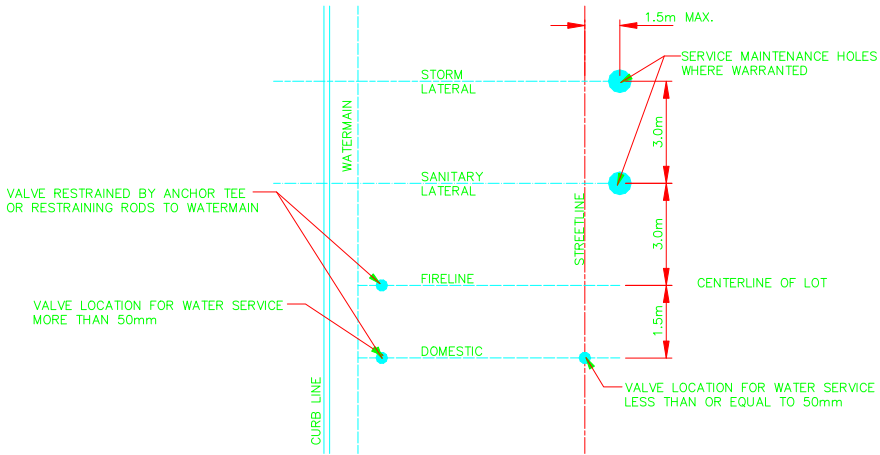 1.5m MAX.
SERVICE MAINTENANCE HOLES
WHERE WARRANTED
STORM
LATERAL
WATERMAIN
3.0m
SANITARY
LATERAL
VALVE RESTRAINED BY ANCHOR TEE
OR RESTRAINING RODS TO WATERMAIN
STREETLINE
3.0m
FIRELINE
CENTERLINE OF LOT
VALVE LOCATION FOR WATER SERVICE
MORE THAN 50mm
1.5m
DOMESTIC
CURB LINE
VALVE LOCATION FOR WATER SERVICE
LESS THAN OR EQUAL TO 50mm